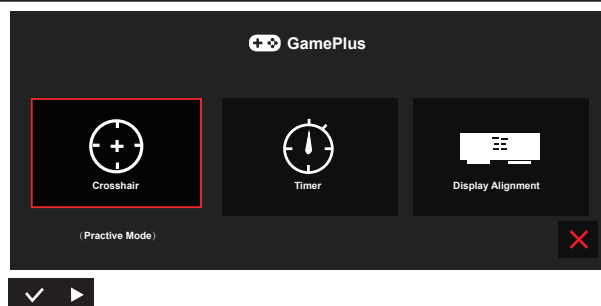 GamePlus
Crosshair
Timer
Display Alignment
（Practive Mode）